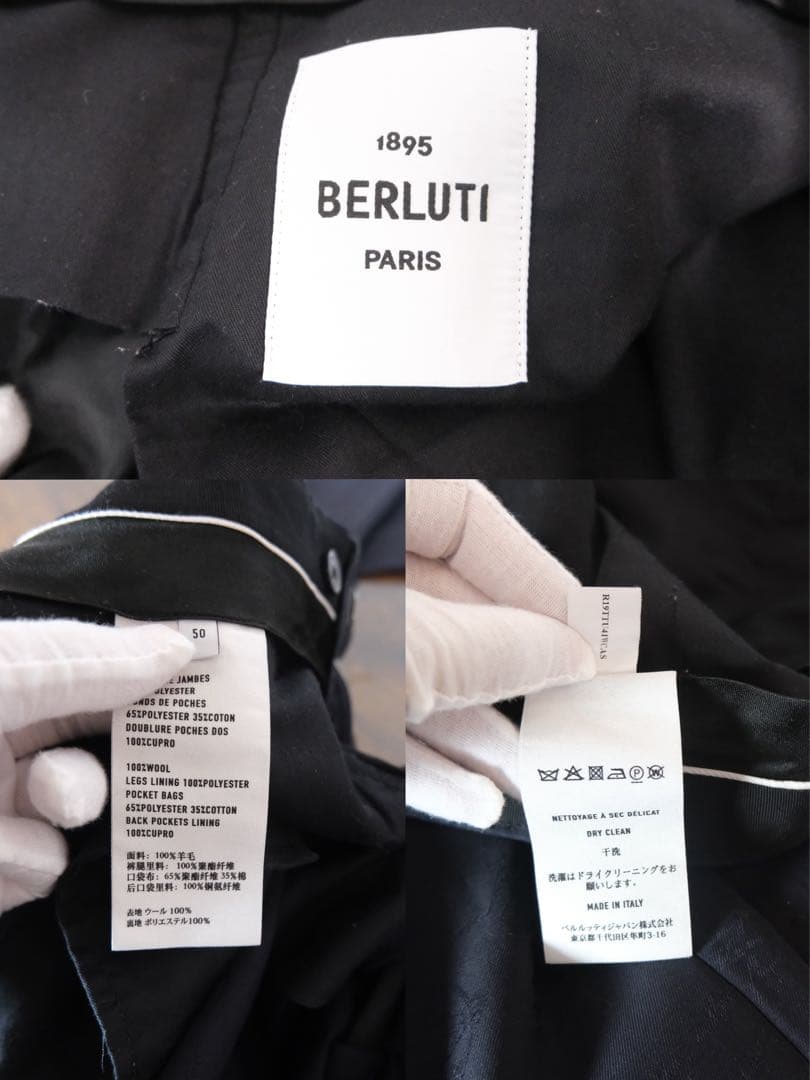 1895
BERLUTI
PARIS
50
JAMBES
65%POLYESTER 35%COTON
DOUBLURE POCHES DOS
100%CUPRO
100%WOOL
LEGS LINING 100%POLYESTER
POCKET BAGS
65%POLYESTER 35%COTTON
BACK POCKETS LINING
100%CUPRO
面料: 100%羊毛
裤腿里料: 100%聚酯纤维
口袋布: 65%聚酯纤维 35%棉
后口袋里料: 100%铜氨纤维
表地 ウール 100%
裏地 ポリエステル100%
NETTOYAGE À SEC DÉLICAT
DRY CLEAN
干洗
洗濯はドライクリーニングをお
願いします。
MADE IN ITALY
ベルルッティジャパン株式会社
東京都千代田区隼町3-16